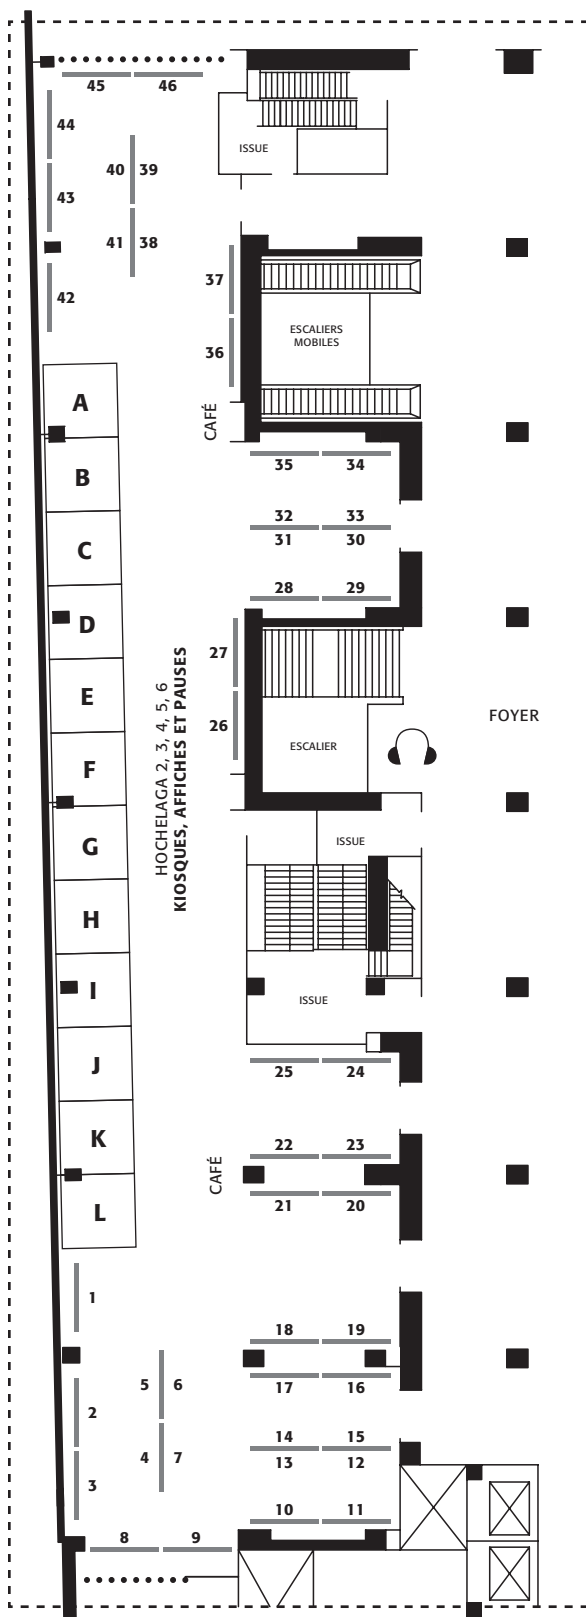 45 46
44
40 39
ISSUE
43
41 38
37
42
ESCALIERS
MOBILES
36
A
CAFÉ
B
35 34
32 33
31 30
C
28 29
D
27
E
HOCHELAGA 2, 3, 4, 5, 6
KIOSQUES, AFFICHES ET PAUSES
26
FOYER
ESCALIER
F
G
ISSUE
H
I
ISSUE
J
25 24
K
22 23
CAFÉ
21 20
L
1
18 19
5 6
17 16
2
14 15
4 7
13 12
3
10 11
8 9